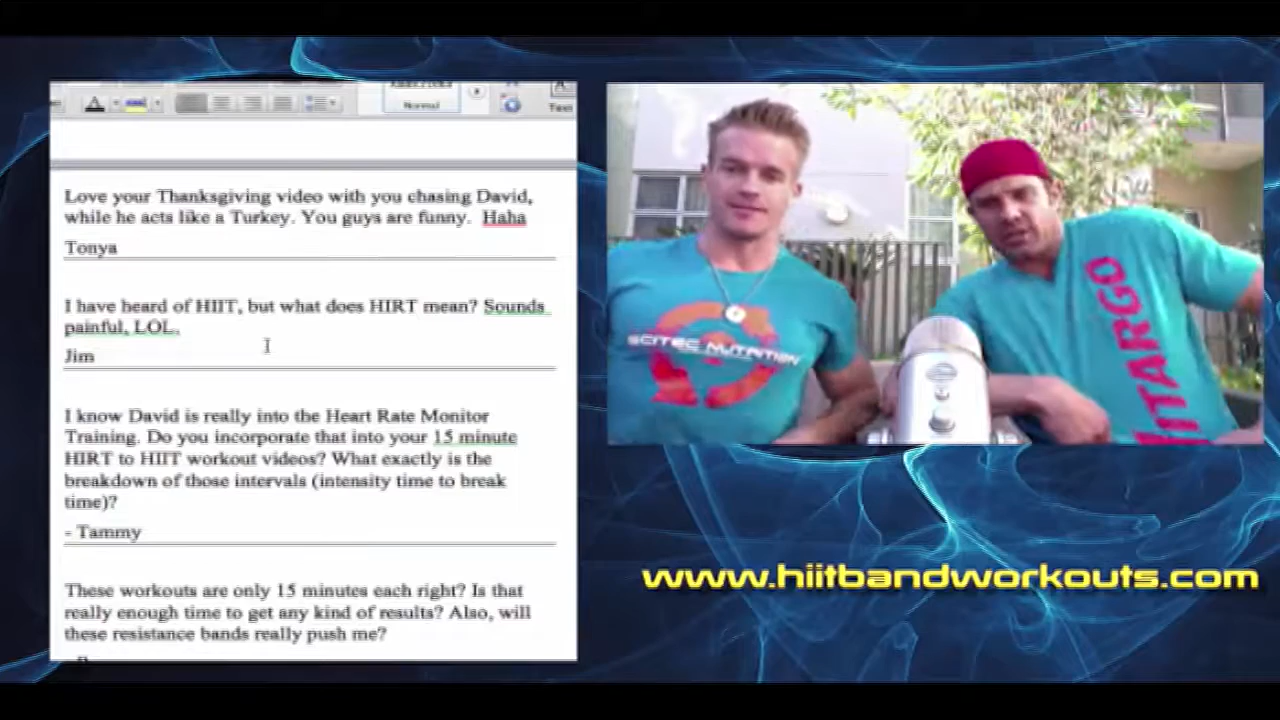 Normal
Text
Love your Thanksgiving video with you chasing David,
while he acts like a Turkey. You guys are funny. Haha
Tonya
I have heard of HIIT, but what does HIRT mean? Sounds
painful, LOL.
Jim
I know David is really into the Heart Rate Monitor
Training. Do you incorporate that into your 15 minute
HIRT to HIIT workout videos? What exactly is the
breakdown of those intervals (intensity time to break
time)?
- Tammy
These workouts are only 15 minutes each right? Is that
really enough time to get any kind of results? Also, will
these resistance bands really push me?
SCITEC NUTRITION
VITARGO
www.hiitbandworkouts.com